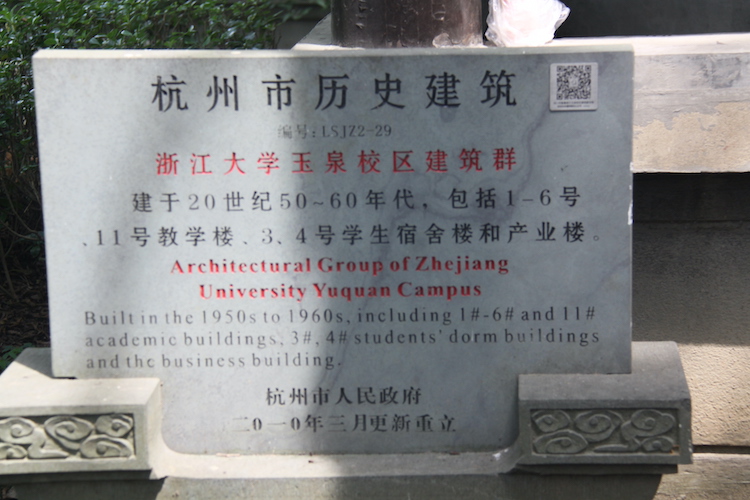 杭州市历史建筑
编号:LSJZ2-29
浙江大学玉泉校区建筑群
建于20世纪50~60年代，包括1-6号
、11号教学楼、3、4号学生宿舍楼和产业楼。
Architectural Group of Zhejiang
University Yuquan Campus
Built in the 1950s to 1960s, including 1#-6# and 11#
academic buildings, 3#, 4# students' dorm buildings
and the business building.
杭州市人民政府
二0一0年三月更新重立